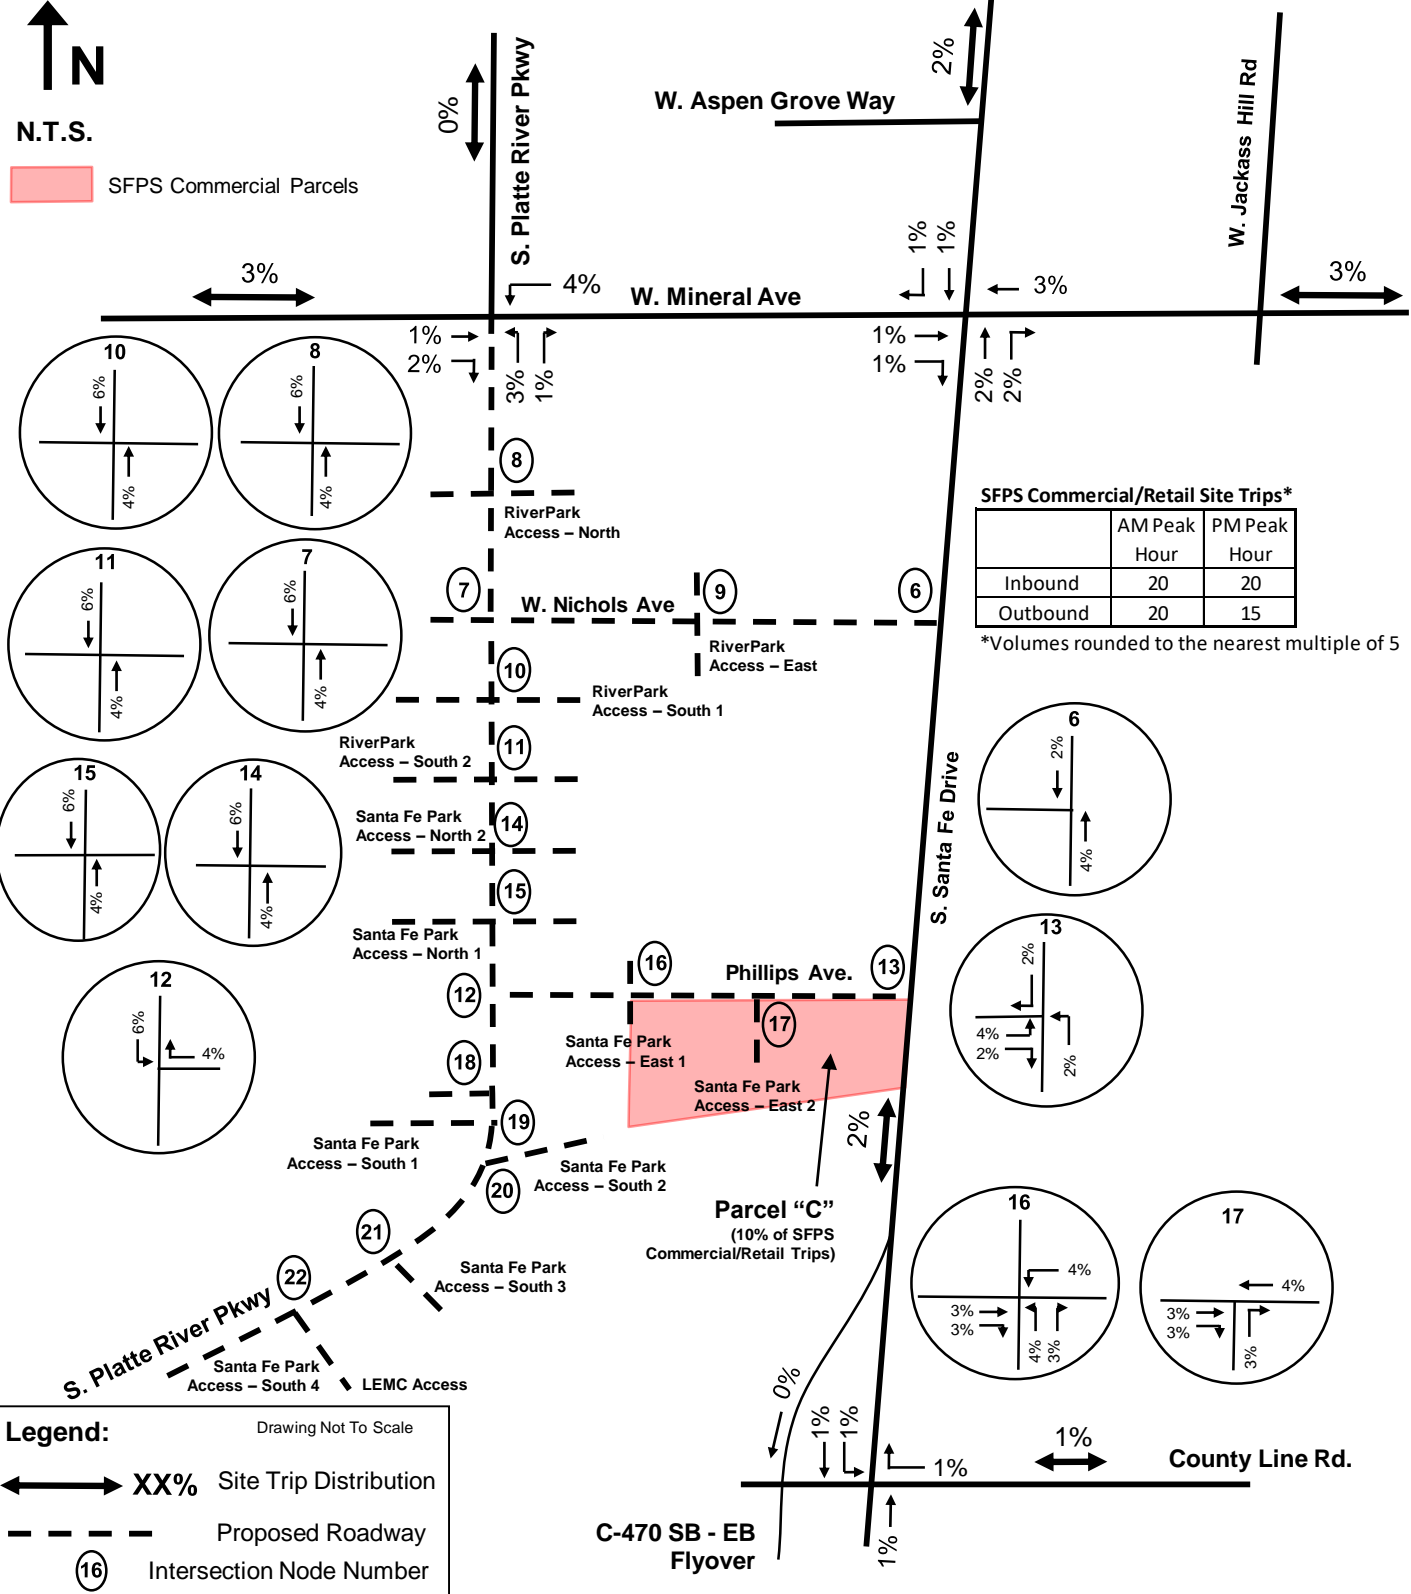 N
N.T.S.
SFPS Commercial Parcels
0%
S. Platte River Pkwy
2%
W. Aspen Grove Way
W. Jackass Hill Rd
3%
4%
W. Mineral Ave
1%
1%
3%
3%
1%
2%
3%
1%
1%
1%
2%
2%
10
6%
4%
8
6%
4%
8
RiverPark
Access – North
SFPS Commercial/Retail Site Trips*
AM Peak Hour
PM Peak Hour
Inbound 20 20
Outbound 20 15
*Volumes rounded to the nearest multiple of 5
11
6%
4%
7
6%
4%
7
W. Nichols Ave
9
6
RiverPark
Access – East
10
RiverPark
Access – South 1
RiverPark
Access – South 2
11
15
6%
4%
14
6%
4%
Santa Fe Park
Access – North 2
14
15
Santa Fe Park
Access – North 1
S. Santa Fe Drive
6
2%
4%
13
2%
4%
2%
2%
12
6%
4%
12
16
Phillips Ave.
13
17
Santa Fe Park
Access – East 1
Santa Fe Park
Access – East 2
18
19
Santa Fe Park
Access – South 1
20
Santa Fe Park
Access – South 2
2%
Parcel “C”
(10% of SFPS
Commercial/Retail Trips)
21
Santa Fe Park
Access – South 3
22
S. Platte River Pkwy
Santa Fe Park
Access – South 4
LEMC Access
16
4%
3%
3%
4%
3%
17
4%
3%
3%
3%
0%
1%
1%
1%
1%
1%
County Line Rd.
C-470 SB - EB
Flyover
Legend:
Drawing Not To Scale
XX% Site Trip Distribution
Proposed Roadway
16 Intersection Node Number